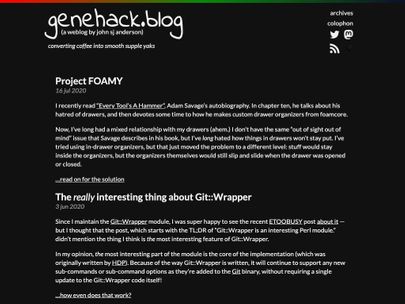 genehack.blog
(a weblog by john sj anderson)
converting coffee into smooth supple yaks
archives
colophon
Project FOAMY
16 jul 2020
I recently read "Every Tool's A Hammer", Adam Savage's autobiography. In chapter ten, he talks about his
hatred of drawers, and then devotes some time to how he makes custom drawer organizers from foamcore.
Now, I've long had a mixed relationship with my drawers (ahem.) I don't have the same "out of sight out of
mind" issue that Savage describes in his book, but I've long hated how things in drawers won't stay put. I've
tried using in-drawer organizers, but that just moved the problem to a different level: stuff would stay
inside the organizers, but the organizers themselves would still slip and slide when the drawer was opened
or closed.
...read on for the solution
The really interesting thing about Git::Wrapper
3 jun 2020
Since I maintain the Git::Wrapper module, I was super happy to see the recent ETOOBUSY post about it —
but I thought that the post, which starts with the TL;DR of "Git::Wrapper is an interesting Perl module."
didn't mention the thing I think is the most interesting feature of Git::Wrapper.
In my opinion, the most interesting part of the module is the core of the implementation (which was
originally written by HDP). Because of the way Git::Wrapper is written, it will continue to support any new
sub-commands or sub-command options as they're added to the Git binary, without requiring a single
update to the Git::Wrapper code itself!
...how even does that work?